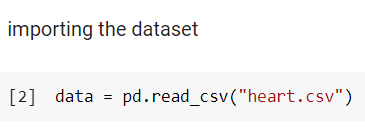 importing the dataset
[2] data = pd.read_csv("heart.csv")